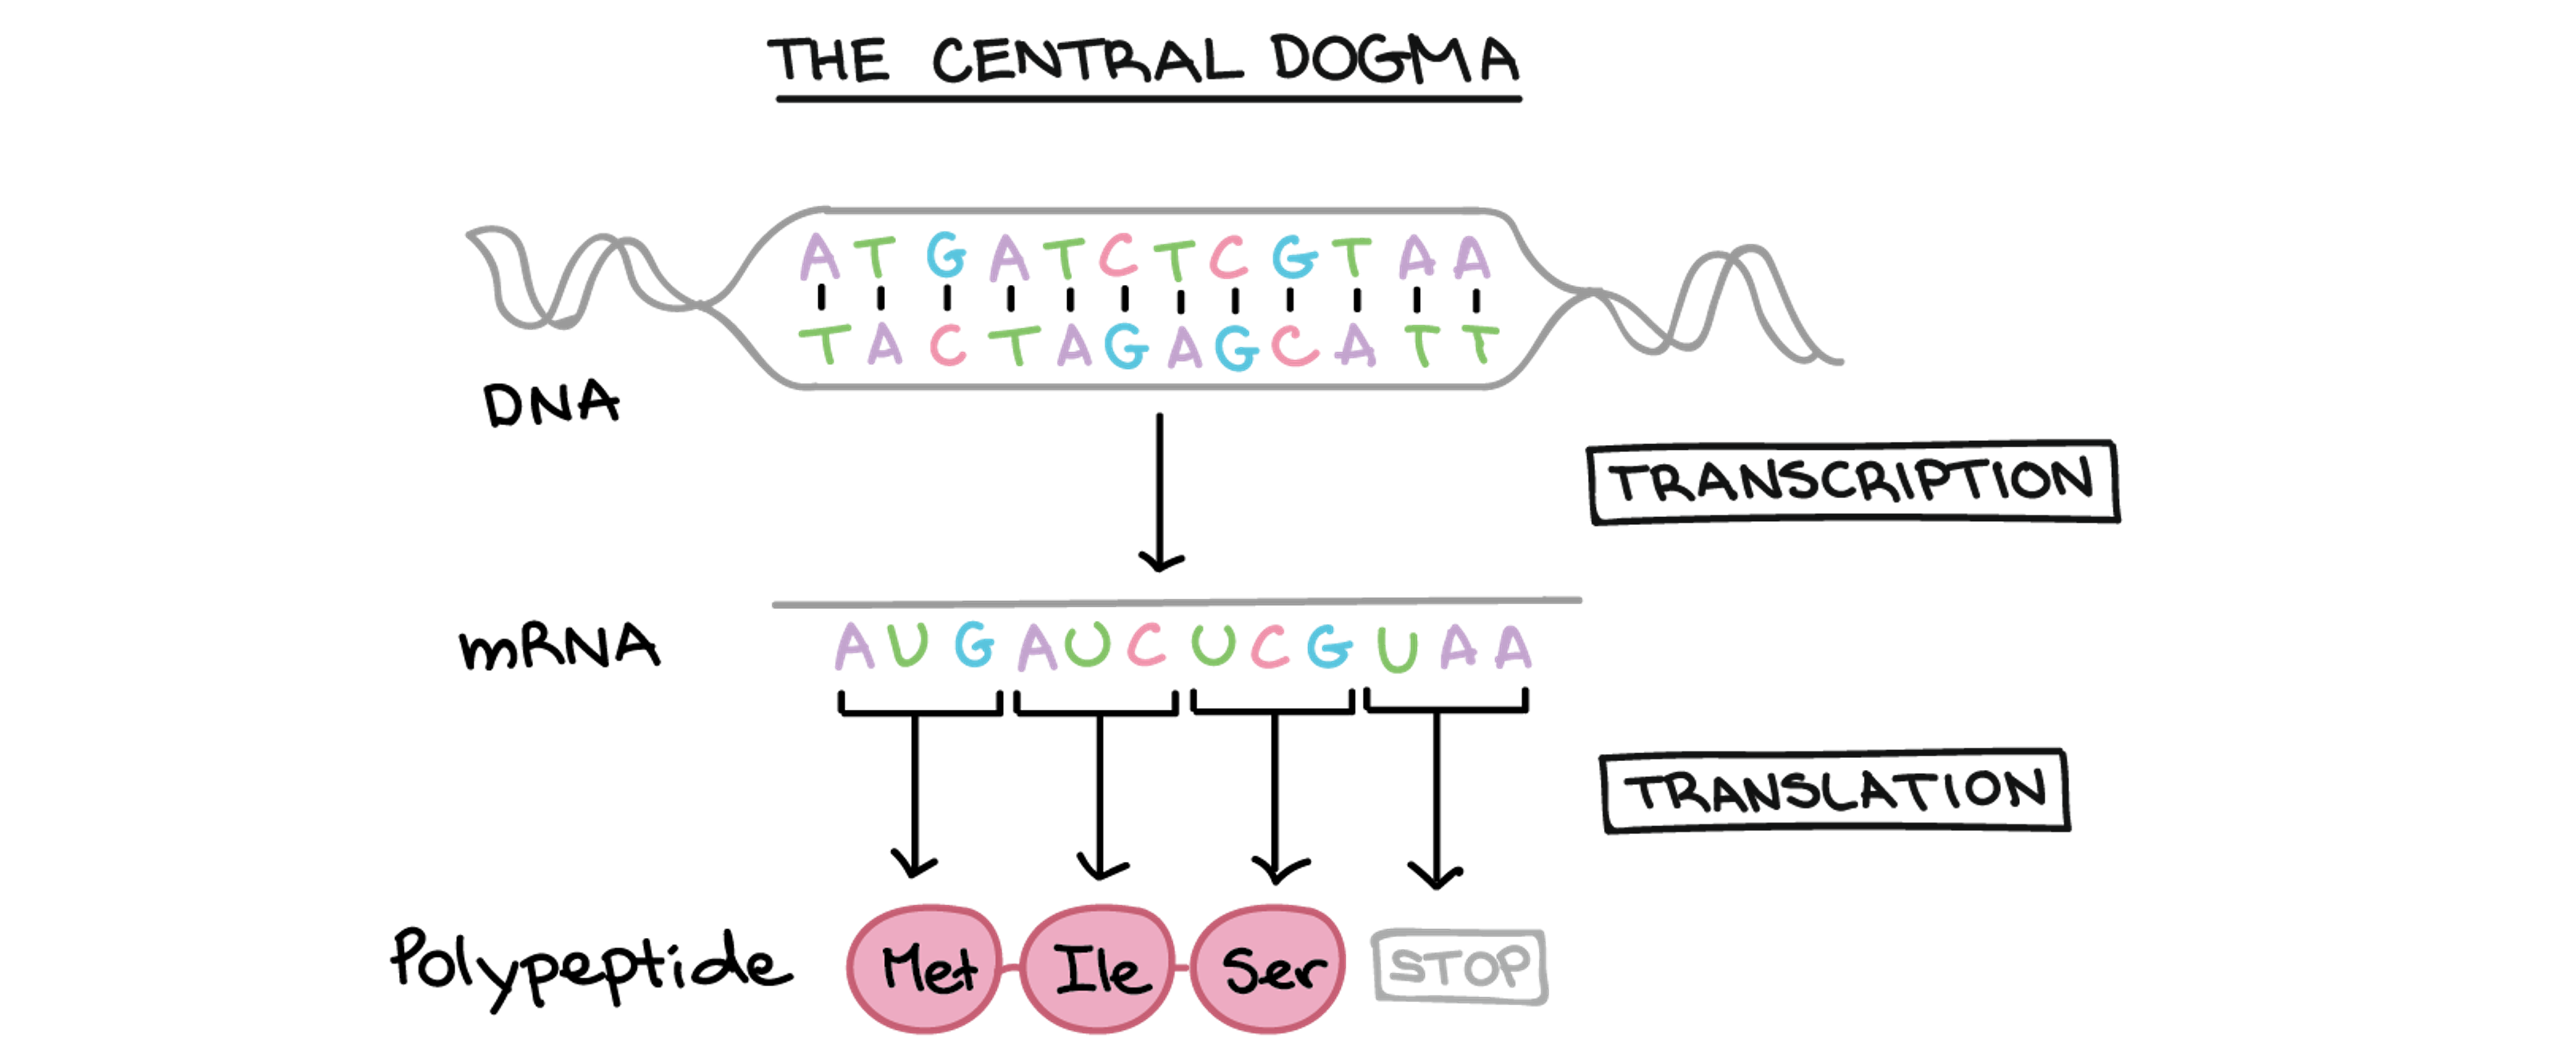 THE CENTRAL DOGMA
A T G A T C T C G T A A
T A C T A G A G C A T T
DNA
TRANSCRIPTION
mRNA
A U G A U C U C G U A A
TRANSLATION
Polypeptide
Met Ile Ser STOP